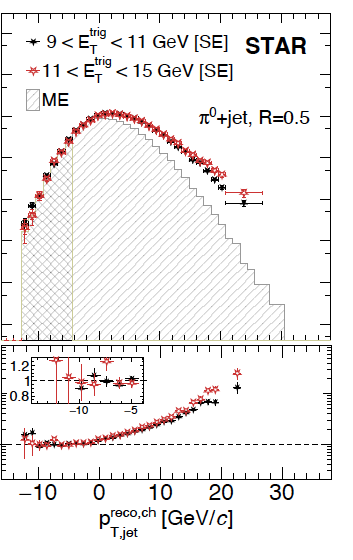 9 < E_T^trig < 11 GeV [SE] STAR
11 < E_T^trig < 15 GeV [SE]
ME
π⁰+jet, R=0.5
1.2
1
0.8
−10 −5
−10 0 10 20 30
p_T,jet^reco,ch [GeV/c]